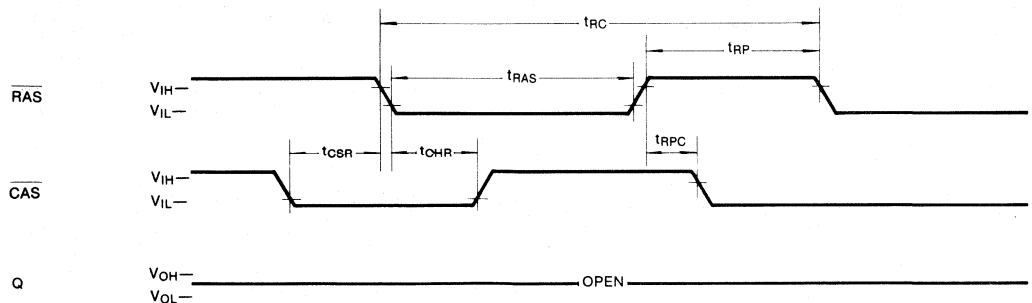 tRC
tRP
tRAS
RAS
VIH
VIL
tRPC
tCSR
tCHR
CAS
VIH
VIL
Q
VOH
VOL
OPEN